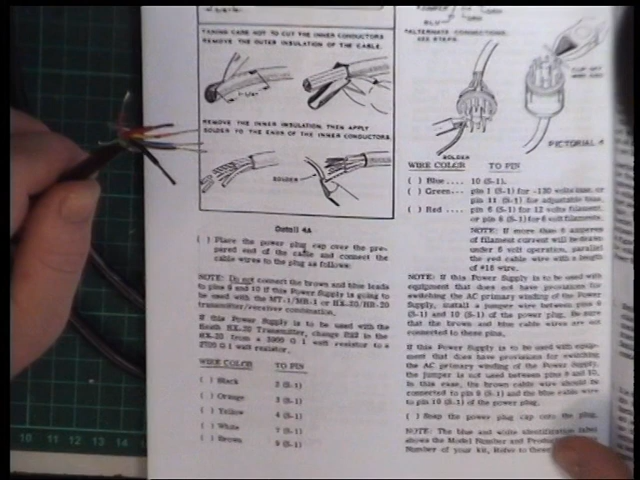 TAKING CARE NOT TO CUT THE INNER CONDUCTORS
REMOVE THE OUTER INSULATION OF THE CABLE.
1-1/4"
REMOVE THE INNER INSULATION, THEN APPLY
SOLDER TO THE ENDS OF THE INNER CONDUCTORS.
SOLDER
Detail 4A
( ) Place the power plug cap over the pre-
pared end of the cable and connect the
cable wires to the plug as follows:
NOTE: Do not connect the brown and blue leads
to pins 9 and 10 if this Power Supply is going to
be used with the MT-1/MR-1 or HX-20/HR-20
transmitter/receiver combination.
If this Power Supply is to be used with the
Heath HX-20 Transmitter, change
from a Ω 1 watt resistor to a
2700 Ω 1 watt resistor.
WIRE COLOR TO PIN
( ) Black 2 (S-1)
( ) Orange 3 (S-1)
( ) Yellow 4 (S-1)
( ) White 7 (S-1)
( ) Brown 9 (S-1)
*ALTERNATE CONNECTIONS,
SEE STEPS.
SOLDER
PICTORIAL 4
WIRE COLOR TO PIN
( ) Blue.... 10 (S-1).
( ) Green... pin 1 (S-1) for -130 volts bias, or
pin 11 (S-1) for adjustable bias.
( ) Red .... pin 6 (S-1) for 12 volts filament,
or pin 8 (S-1) for 6 volts filaments.
NOTE: If more than 6 amperes
of filament current will be drawn
under 6 volt operation, parallel
the red cable wire with a length
of #16 wire.
NOTE: If this Power Supply is to be used with
equipment that does not have provisions for
switching the AC primary winding of the Power
Supply, install a jumper wire between pins 9
(S-1) and 10 (S-1) of the power plug. Be sure
that the brown and blue cable wires are not
connected to these pins.
If this Power Supply is to be used with equip-
ment that does have provisions for switching
the AC primary winding of the Power Supply,
the jumper is not used between pins 9 and 10.
In this case, the brown cable wire should be
connected to pin 9 (S-1) and the blue cable wire
to pin 10 (S-1) of the power plug.
( ) Snap the power plug cap onto the plug.
NOTE: The blue and white identification label
shows the Model Number and
Number of your kit. Refer to
10 11 12 13 14